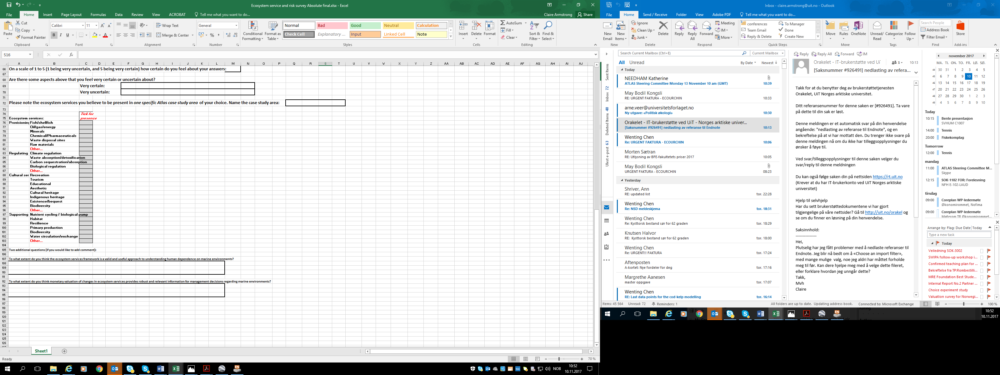 Ecosystem service and risk survey Absolute final.xlsx - Excel
File Home Insert Page Layout Formulas Data Review View ACROBAT Tell me what you want to do...
Claire Armstrong Share
Paste
Cut
Copy
Format Painter
Clipboard
Calibri 11
B I U
Font
Wrap Text
Merge & Center
Alignment
General
Number
Conditional Formatting
Format as Table
Normal Bad Good Neutral Calculation
Check Cell Explanatory ... Input Linked Cell Note
Styles
Insert Delete Format
Cells
AutoSum
Fill
Clear
Sort & Filter
Find & Select
Editing
S16
fx
A B C D E F G H I J K L M N O P Q R S T U V W X Y Z AA AB AC AD AE AF AG AH AI AJ
66 On a scale of 1 to 5 (1 being very uncertain, and 5 being very certain) how certain do you feel about your answers:
67
68 Are there some aspects above that you feel very certain or uncertain about?
69 Very certain:
70 Very uncertain:
71
72 Please note the ecosystem services you believe to be present in one specific Atlas case study area of your choice. Name the case study area:
73
74 Tick for
75 Ecosystem services: presence
76 Provisioning Fish/shellfish
77 Oil/gas/energy
78 Minerals
79 Chemical/Pharmaceuticals
80 Waste disposal sites
81 Raw materials
82 Other...
83 Regulating Climate regulation
84 Waste absorption/detoxification
85 Carbon sequestration/absorption
86 Biological regulation
87 Other...
88 Cultural ser Recreation
89 Tourism
90 Educational
91 Aesthetic
92 Cultural heritage
93 Indigenous heritage
94 Existence/bequest
95 Biodiversity
96 Other...
97 Supporting Nutrient cycling / biological pump
98 Habitat
99 Resilience
100 Primary production
101 Biodiversity
102 Water circulation/exchange
103 Other...
104
105 Two additional questions (if you would like to add comment):
106
107 To what extent do you think the ecosystem services framework is a valid and useful approach to understanding human dependence on marine environments?
108
109
110
111
112 To what extent do you think monetary valuation of changes in ecosystem services provides robust and relevant information for management decisions regarding marine environments?
113
114
115
116
117
118
119
120
121
122
123
124
125
126
Sheet1
Ready
70 %
NOB
10:52
10.11.2017
Inbox - claire.armstrong@uit.no - Outlook
File Home Send / Receive Folder View Adobe PDF Tell me what you want to do...
New Email
New Items
New
Ignore
Clean Up
Junk
Delete
Delete
Reply
Reply All
Forward
Meeting
IM
More
Respond
conferences To Manager
Team Email Done
Reply & Delete Create New
Quick Steps
Move Rules OneNote
Move
Unread/ Read
Categorize
Follow Up
Tags
Search People
Address Book
Filter Email
Find
Store
Add-ins
Sent Items
Inbox 72
Deleted Items 48
Ulest e-post 63
Search Current Mailbox (Ctrl+E) Current Mailbox
All Unread By Date Newest
Today
NEEDHAM Katherine
ATLAS Steering Committee Monday 13 November 10 am (GMT) 10:39
May Bodil Kongsli
RE: URGENT FAKTURA - ECOURCHIN 10:33
arne.veer@universitetsforlaget.no
Ny utgave: «Politisk økologi» 10:30
Orakelet - IT-brukerstøtte ved UiT - Norges arktiske univer...
[Saksnummer #926491] nedlasting av referanse til Endnote 10:13
Wenting Chen
Re: URGENT FAKTURA - ECOURCHIN 10:06
Morten Sætran
RE: Utlysning av BFE-fakultetets priser 2017 10:05
May Bodil Kongsli
URGENT FAKTURA - ECOURCHIN 08:23
Yesterday
Shriver, Ann
RE: updated list tor. 22:28
Wenting Chen
Re: NSD meldeskjema tor. 18:31
Wenting Chen
Re: Kysttorsk bestand sør for 62 graden tor. 18:29
Knutsen Halvor
RE: Kysttorsk bestand sør for 62 graden tor. 18:00
Wenting Chen
Re: URGENT!!! FAKTURA tor. 17:24
Aftenposten
A-kortet: Nye fordeler for deg tor. 17:16
Margrethe Aanesen
master oppgave tor. 17:07
Wenting Chen
RE: Last data points for the cod-kelp modelling tor. 16:14
Reply Reply All Forward IM
Orakelet - IT-brukerstøtte ved Ui 1 10:13
[Saksnummer #926491] nedlasting av refera...
Takk for at du benytter deg av brukerstøttetjenesten
Orakelet, UiT Norges arktiske universitet.
Ditt referansenummer for denne saken er [#926491]. Ta vare
på dette til din sak er løst.
Denne meldingen er et automatisk svar på din henvendelse
angående: "nedlasting av referanse til Endnote", og en
bekreftelse på at vi har mottatt den. Du trenger ikke svare på
denne meldingen nå om du ikke har tilleggsopplysninger du
ønsker å føye til.
Ved svar/tilleggsopplysninger til denne saken velger du
svar/reply til denne meldningen
Du kan også følge saken din på nettsiden https://rt.uit.no
(Krever at du har IT-brukerkonto ved UiT Norges arktiske
universitet)
Hjelp til selvhjelp
Har du sett brukerstøttedokumentene vi har gjort
tilgjengelige på våre nettsider? Gå til http://uit.no/orakel og
se om du finner en løsning på din henvendelse.
Saksinnhold:
---------------
Hei,
Plutselig har jeg fått problemer med å nedlaste referanser til
Endnote. Jeg blir nå bedt om å «Choose an import filter»,
med mange mulige valg, noe jeg aldri har måttet forholde
meg til før. Kan dere hjelpe meg med å velge dette fileret,
eller forklare hvordan jeg unngår dette?
Takk,
Mvh
Claire
november 2017
MA. TI. ON. TO. FR. LØ. SØ.
44 30 31 1 2 3 4 5
45 6 7 8 9 10 11 12
46 13 14 15 16 17 18 19
47 20 21 22 23 24 25 26
48 27 28 29 30 1 2 3
49 4 5 6 7 8 9 10
Today
10:15 Bente presentasjon
SVHUM C1007
14:00 Tennis
20:00 Fiskekomplag
Tomorrow
12:00 Tennis
mandag
11:00 ATLAS Steering Committee M...
Skype
12:15 SOK-1102 FOR: Forelesning
NFH E-102-LAUD
tirsdag
09:00 Coreplan WP-ledermøte
Økonomirommet, Nofima
09:00 Coreplan WP-ledermøte
Møterom TR Økonomirommet...
Arrange by: Flag: Due Date Today
Type a new task
Today
Veiledning SOK-3002
SWIPA follow-up workshop i...
Confirmed teaching plan for ...
Bekreftelse fra TP:Rombestilli...
MRE Foundation Best Stude...
Internal Report No.2 Partner ...
Choice experiment study
Valuation survey for Norwegi...
Items: 45 564 Unread: 72 Reminders: 1 All folders are up to date. Updating address book. Connected to: Microsoft Exchange 100 %
10:52
10.11.2017